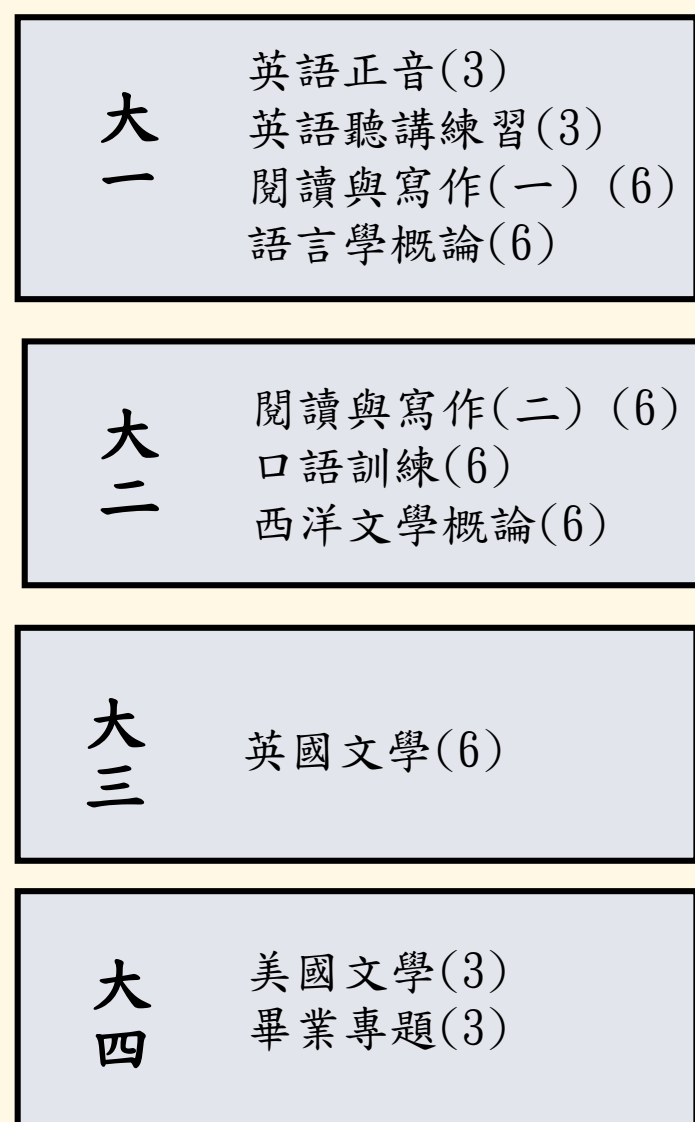 大一
英語正音(3)
英語聽講練習(3)
閱讀與寫作(一) (6)
語言學概論(6)
大二
閱讀與寫作(二) (6)
口語訓練(6)
西洋文學概論(6)
大三
英國文學(6)
大四
美國文學(3)
畢業專題(3)